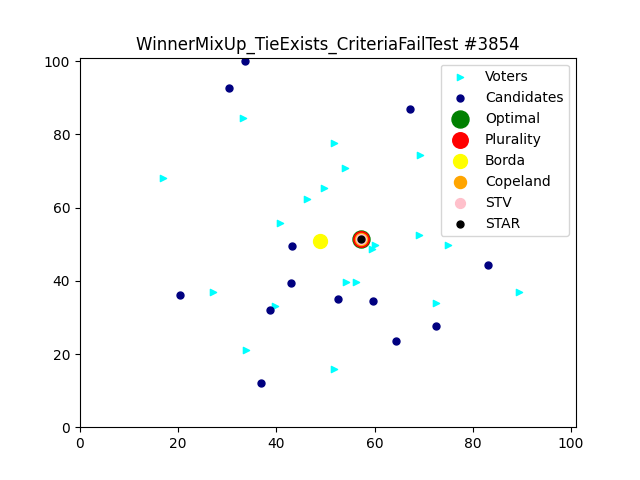 WinnerMixUp_TieExists_CriteriaFailTest #3854
Voters
Candidates
Optimal
Plurality
Borda
Copeland
STV
STAR
100
80
60
40
20
0
0 20 40 60 80 100